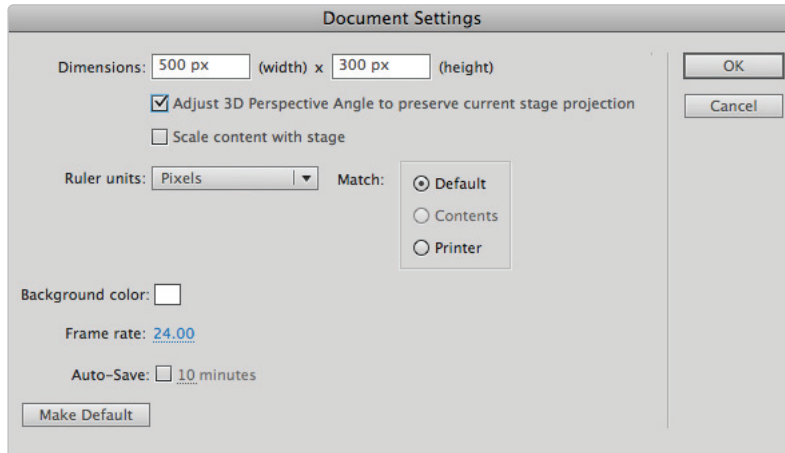 Document Settings
Dimensions: 500 px (width) x 300 px (height)
OK
Adjust 3D Perspective Angle to preserve current stage projection
Cancel
Scale content with stage
Ruler units: Pixels Match: Default
Contents
Printer
Background color:
Frame rate: 24.00
Auto-Save: 10 minutes
Make Default